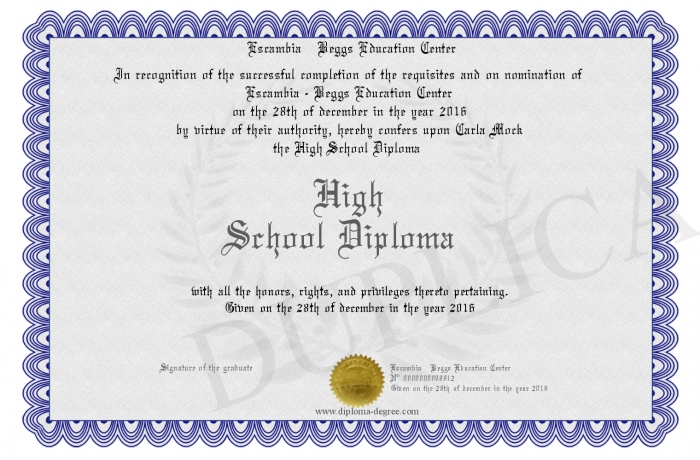 Escambia Beggs Education Center
In recognition of the successful completion of the requisites and on nomination of
Escambia - Beggs Education Center
on the 28th of december in the year 2016
by virtue of their authority, hereby confers upon Carla Mock
the High School Diploma
High
School Diploma
with all the honors, rights, and privileges thereto pertaining.
Given on the 28th of december in the year 2016
DUPLICA
Signature of the graduate
Escambia Beggs Education Center
Given on the 28th of december in the year 2016
www.diploma-degree.com